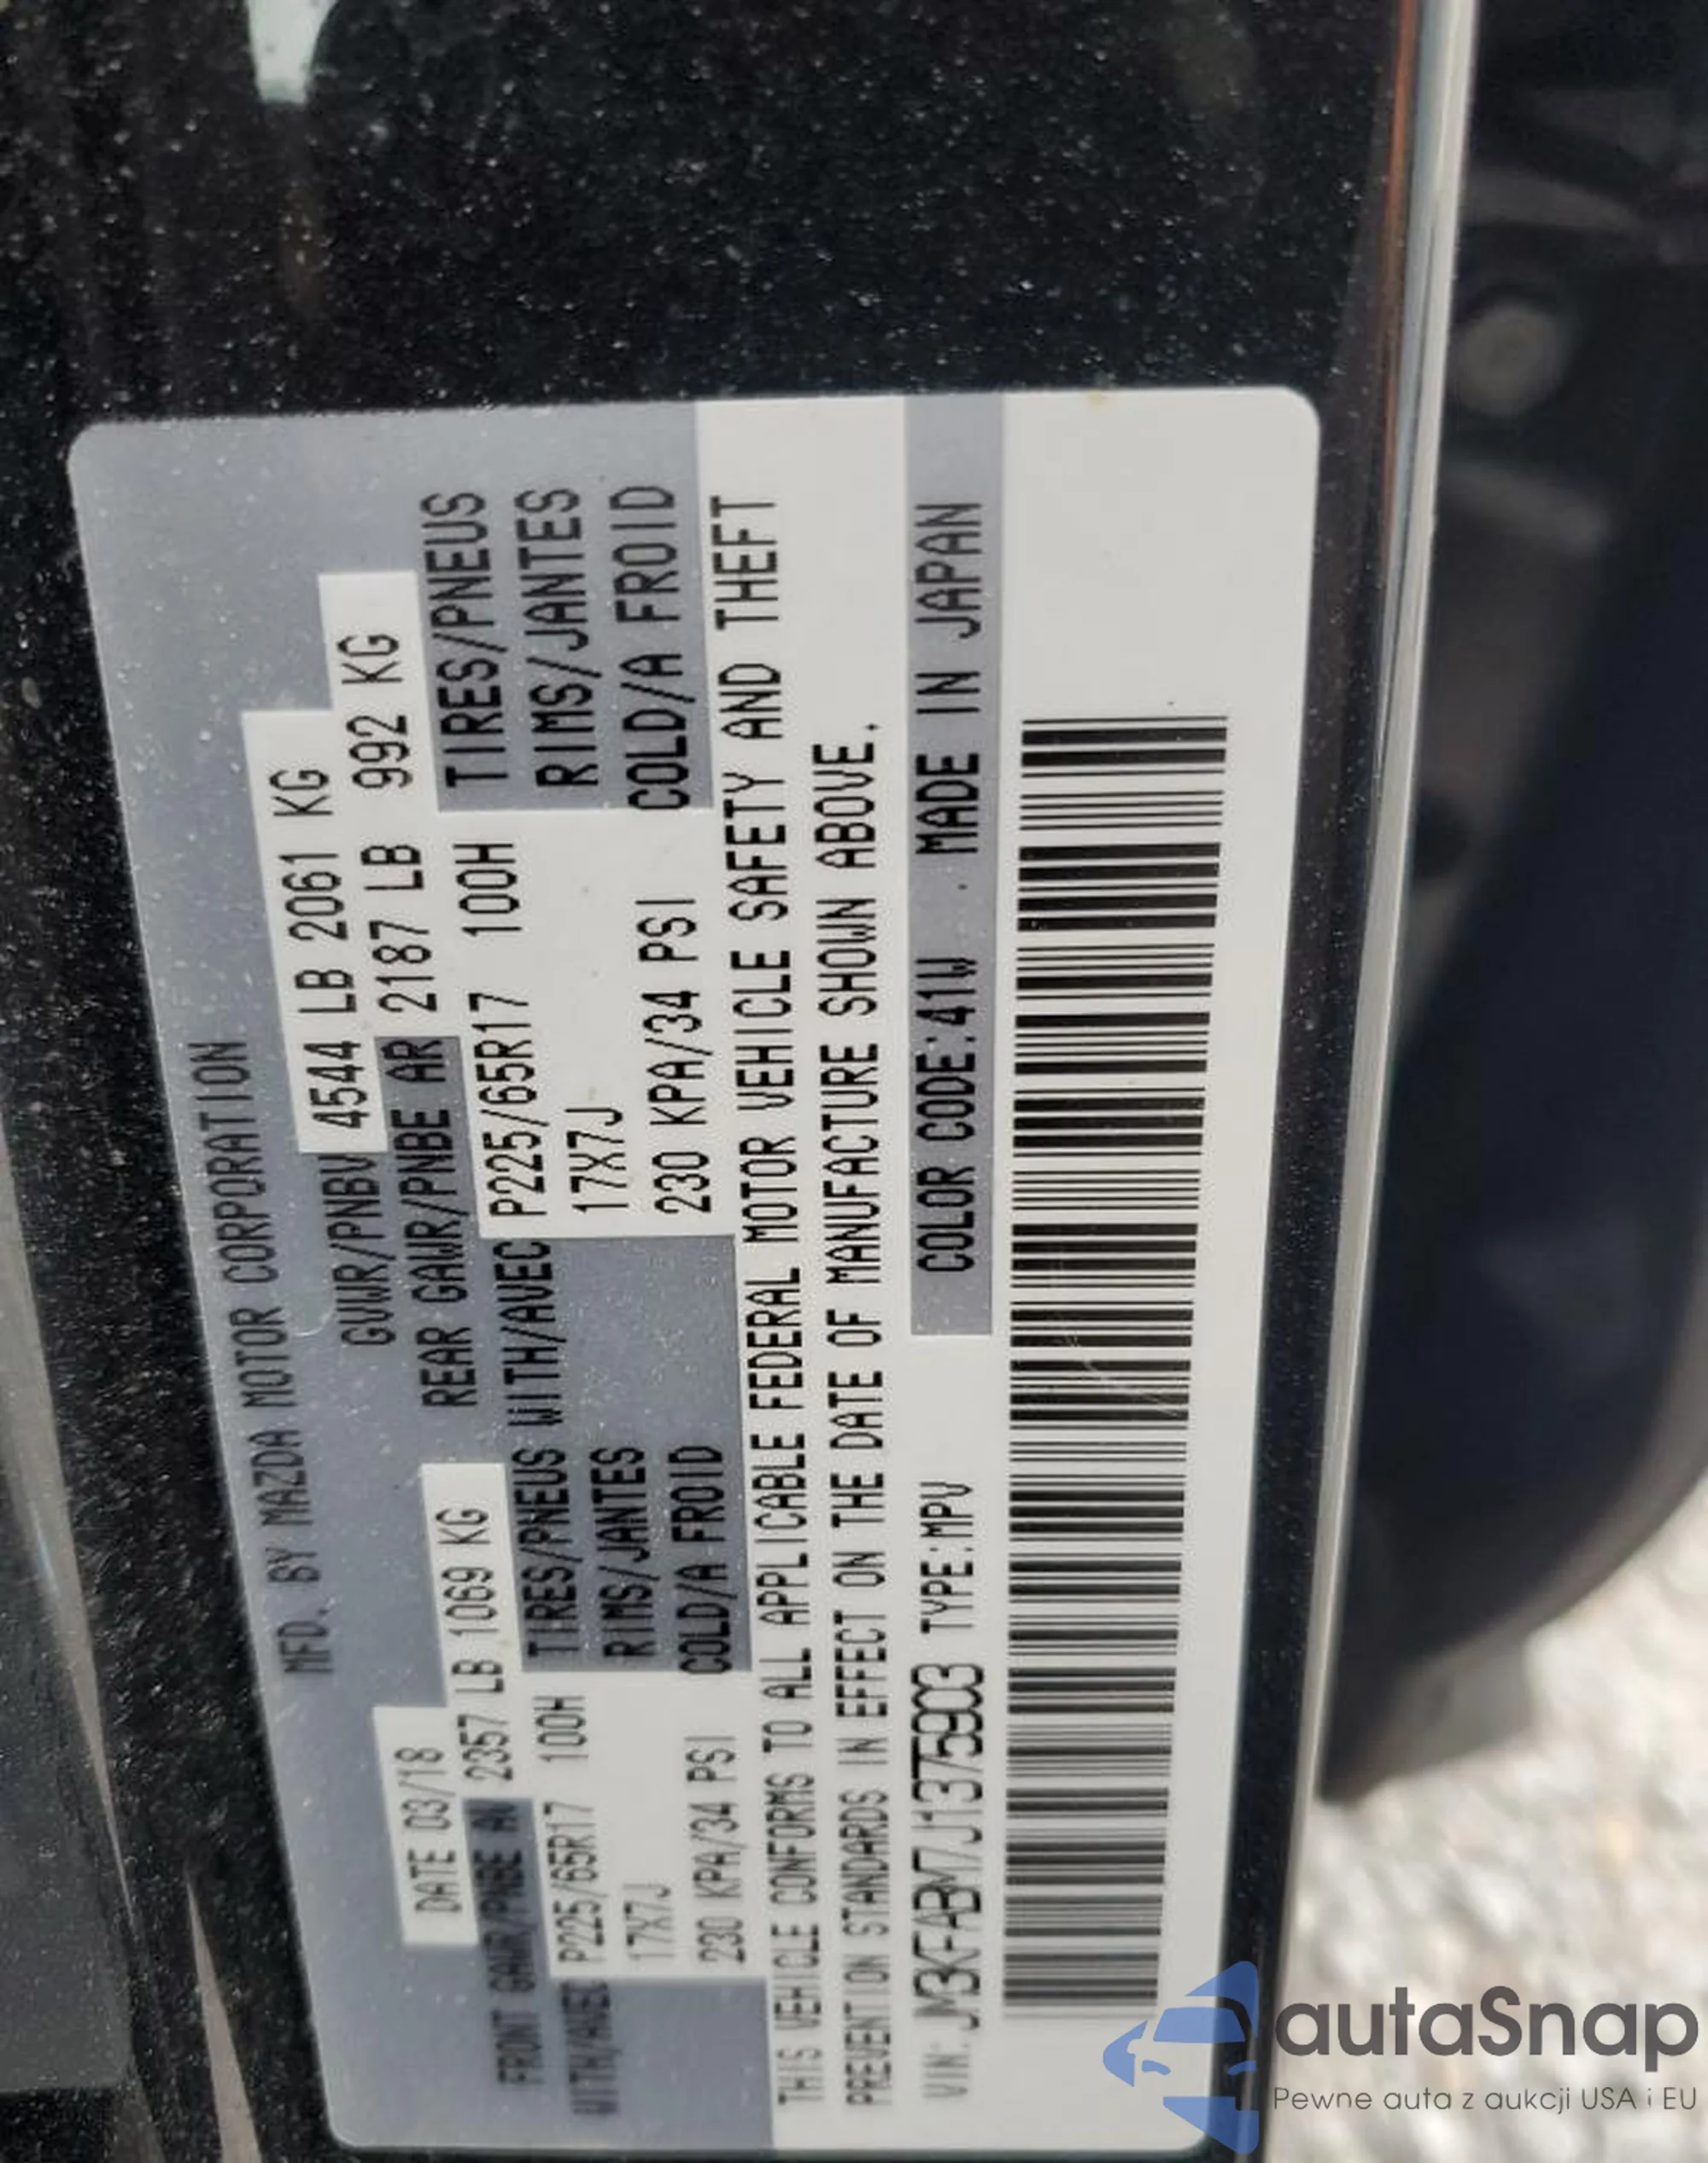 MFD. BY MAZDA MOTOR CORPORATION
DATE 03/18 GVWR/PNBV 4544 LB 2061 KG
FRONT GAWR/PNBE AV 2357 LB 1069 KG REAR GAWR/PNBE AR 2187 LB 992 KG
WITH/AVEC P225/65R17 100H TIRES/PNEUS WITH/AVEC P225/65R17 100H TIRES/PNEUS
17X7J RIMS/JANTES 17X7J RIMS/JANTES
230 KPA/34 PSI COLD/A FROID 230 KPA/34 PSI COLD/A FROID
THIS VEHICLE CONFORMS TO ALL APPLICABLE FEDERAL MOTOR VEHICLE SAFETY AND THEFT
PREVENTION STANDARDS IN EFFECT ON THE DATE OF MANUFACTURE SHOWN ABOVE.
VIN: JM3KFABM7J1375903 TYPE:MPV COLOR CODE:41W . MADE IN JAPAN
autaSnap
Pewne auta z aukcji USA i EU